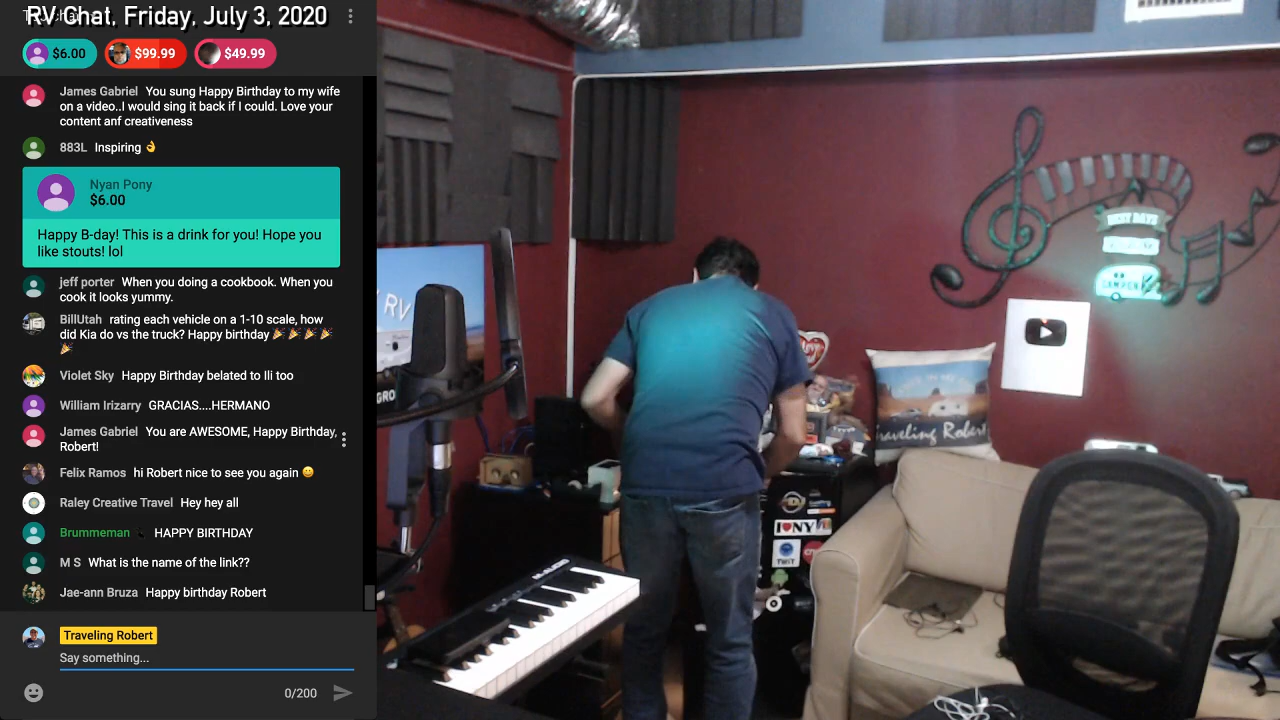 RV Chat, Friday, July 3, 2020
$6.00
$99.99
$49.99
James Gabriel You sung Happy Birthday to my wife
on a video..I would sing it back if I could. Love your
content anf creativeness
883L Inspiring 👌
Nyan Pony
$6.00
Happy B-day! This is a drink for you! Hope you
like stouts! lol
jeff porter When you doing a cookbook. When you
cook it looks yummy.
BillUtah rating each vehicle on a 1-10 scale, how
did Kia do vs the truck? Happy birthday 🎉🎉🎉🎉
🎉
Violet Sky Happy Birthday belated to Ili too
William Irizarry GRACIAS....HERMANO
James Gabriel You are AWESOME, Happy Birthday,
Robert!
Felix Ramos hi Robert nice to see you again 😀
Raley Creative Travel Hey hey all
Brummeman HAPPY BIRTHDAY
M S What is the name of the link??
Jae-ann Bruza Happy birthday Robert
Traveling Robert
Say something...
0/200
RV
BEST DAYS
CAMPER
Traveling Robert
I ❤ NY
TWiT